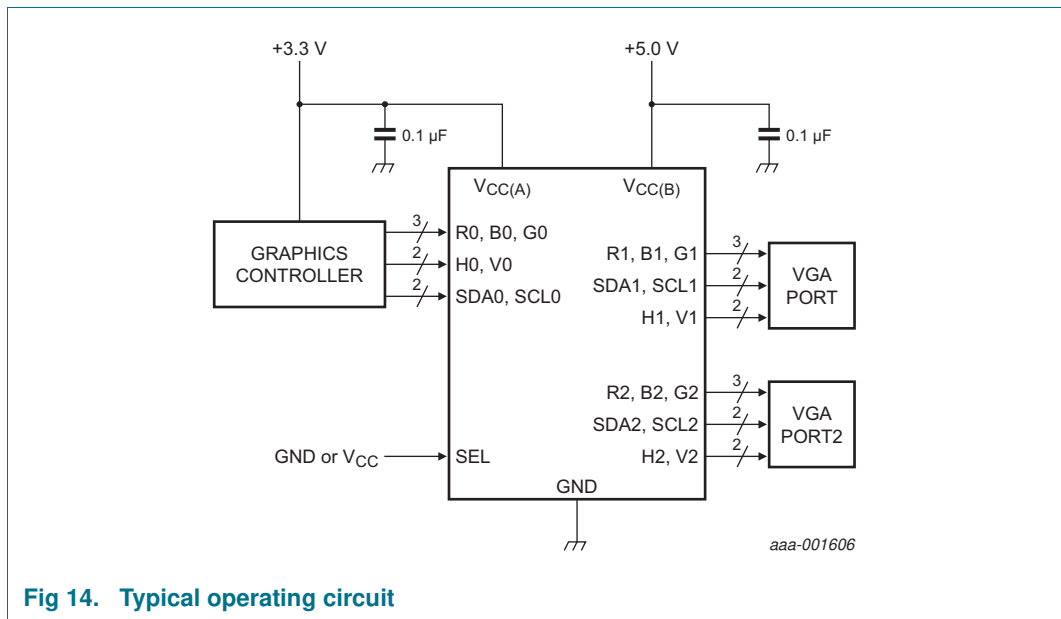 +3.3 V
+5.0 V
0.1 µF
0.1 µF
VCC(A)
VCC(B)
GRAPHICS
CONTROLLER
3
R0, B0, G0
2
H0, V0
2
SDA0, SCL0
R1, B1, G1
3
SDA1, SCL1
2
H1, V1
2
VGA
PORT
R2, B2, G2
3
SDA2, SCL2
2
H2, V2
2
VGA
PORT2
GND or VCC
SEL
GND
aaa-001606
Fig 14. Typical operating circuit